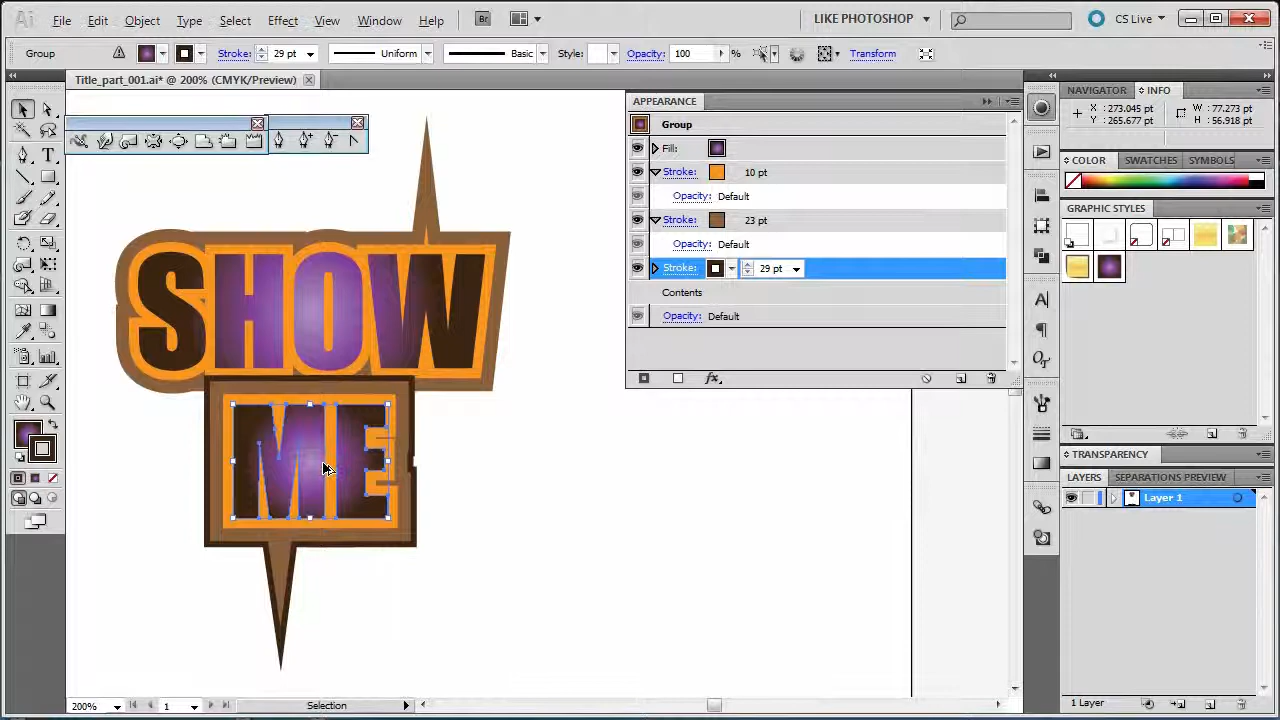 Ai File Edit Object Type Select Effect View Window Help Br LIKE PHOTOSHOP CS Live
Group Stroke: 29 pt Uniform Basic Style: Opacity: 100 % Transform
Title_part_001.ai* @ 200% (CMYK/Preview)
APPEARANCE
Group
Fill:
Stroke: 10 pt
Opacity: Default
Stroke: 23 pt
Opacity: Default
Stroke: 29 pt
Contents
Opacity: Default
fx
NAVIGATOR INFO
X : 273.045 pt
Y : 265.677 pt
W : 77.273 pt
H : 56.918 pt
COLOR SWATCHES SYMBOLS
GRAPHIC STYLES
TRANSPARENCY
LAYERS SEPARATIONS PREVIEW
Layer 1
1 Layer
SHOW
ME
200% 1 Selection